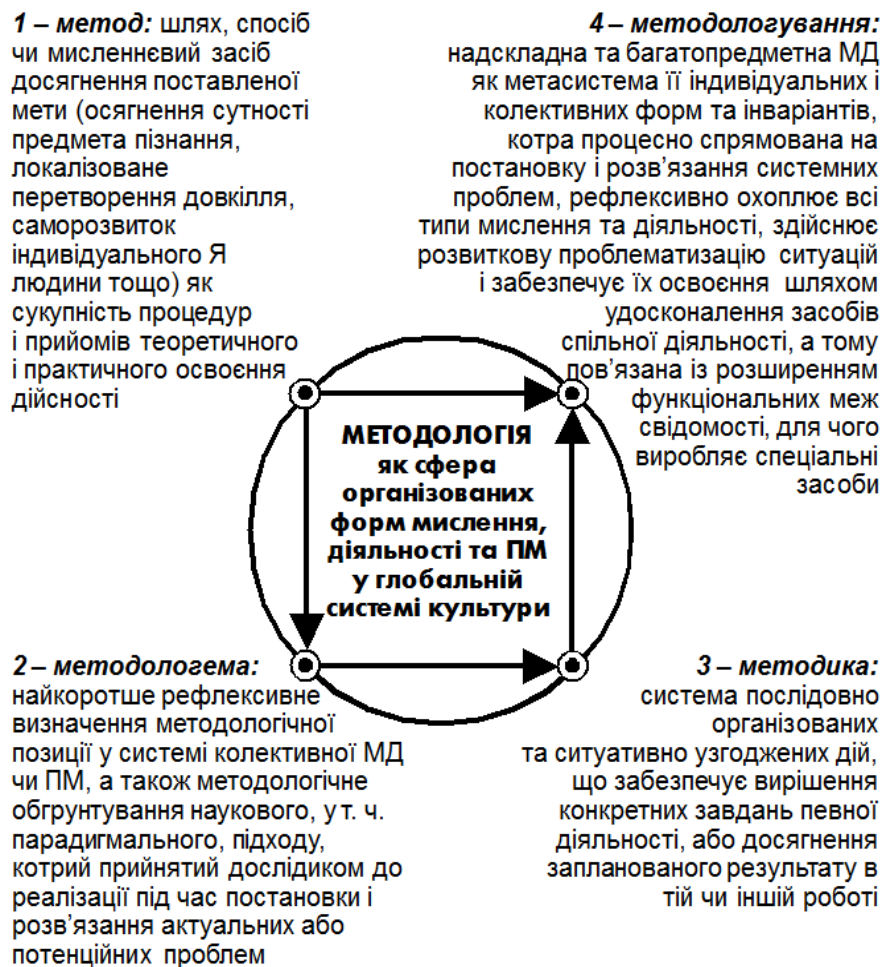 1 – метод: шлях, спосіб
чи мисленнєвий засіб
досягнення поставленої
мети (осягнення сутності
предмета пізнання,
локалізоване
перетворення довкілля,
саморозвиток
індивідуального Я
людини тощо) як
сукупність процедур
і прийомів теоретичного
і практичного освоєння
дійсності
4 – методологування:
надскладна та багатопредметна МД
як метасистема її індивідуальних і
колективних форм та інваріантів,
котра процесно спрямована на
постановку і розв’язання системних
проблем, рефлексивно охоплює всі
типи мислення та діяльності, здійснює
розвиткову проблематизацію ситуацій
і забезпечує їх освоєння шляхом
удосконалення засобів
спільної діяльності, а тому
пов’язана із розширенням
функціональних меж
свідомості, для чого
виробляє спеціальні
засоби
МЕТОДОЛОГІЯ
як сфера
організованих
форм мислення,
діяльності та ПМ
у глобальній
системі культури
2 – методологема:
найкоротше рефлексивне
визначення методологічної
позиції у системі колективної МД
чи ПМ, а також методологічне
обгрунтування наукового, у т. ч.
парадигмального, підходу,
котрий прийнятий дослідиком до
реалізації під час постановки і
розв’язання актуальних або
потенційних проблем
3 – методика:
система послідовно
організованих
та ситуативно узгоджених дій,
що забезпечує вирішення
конкретних завдань певної
діяльності, або досягнення
запланованого результату в
тій чи іншій роботі